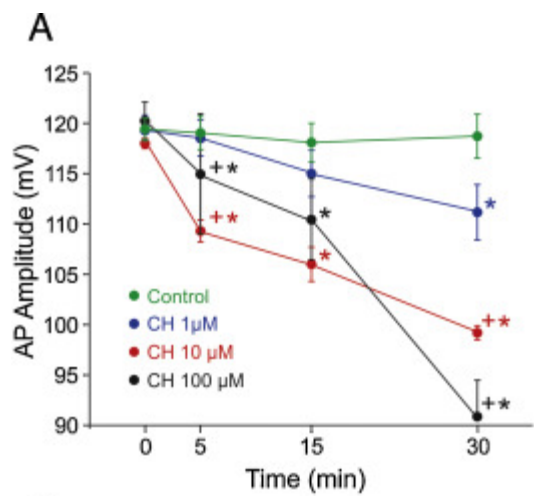 A
125
120
115
110
105
100
95
90
AP Amplitude (mV)
+*
+*
*
*
*
+*
+*
Control
CH 1µM
CH 10 µM
CH 100 µM
0 5 15 30
Time (min)